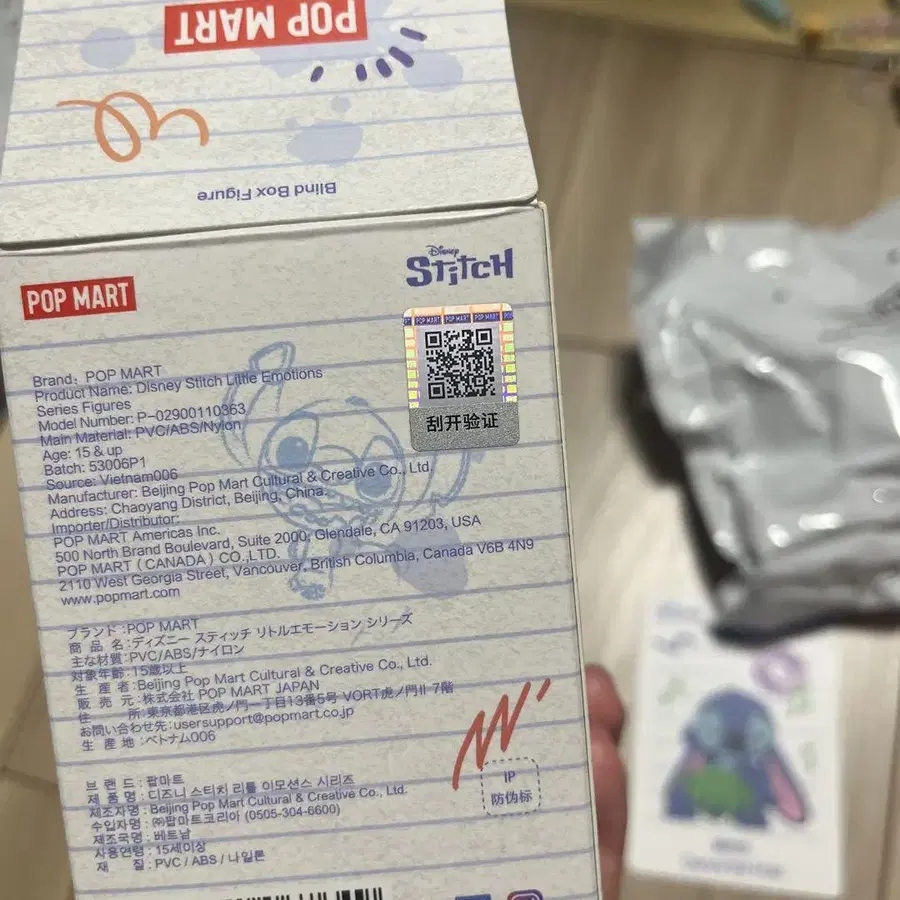 POP MART
Blind Box Figure
Disney
STitCH
POP MART
POP MART POP MART POP MART
刮开验证
Brand: POP MART
Product Name: Disney Stitch Little Emotions
Series Figures
Model Number: P-02900110363
Main Material: PVC/ABS/Nylon
Age: 15 & up
Batch: 53006P1
Source: Vietnam006
Manufacturer: Beijing Pop Mart Cultural & Creative Co., Ltd.
Address: Chaoyang District, Beijing, China.
Importer/Distributor:
POP MART Americas Inc.
500 North Brand Boulevard, Suite 2000, Glendale, CA 91203, USA
POP MART (CANADA) CO.,LTD.
2110 West Georgia Street, Vancouver, British Columbia, Canada V6B 4N9
www.popmart.com
ブランド:POP MART
商品名:ディズニー スティッチ リトルエモーション シリーズ
主な材質:PVC/ABS/ナイロン
対象年齢:15歳以上
生産者:Beijing Pop Mart Cultural & Creative Co., Ltd.
販売元:株式会社 POP MART JAPAN
住所:東京都港区虎ノ門一丁目13番5号 VORT虎ノ門II 7階
お問い合わせ先:usersupport@popmart.co.jp
生産地:ベトナム006
IP
防伪标
브랜드: 팝마트
제품명: 디즈니 스티치 리틀 이모션스 시리즈
제조자명: Beijing Pop Mart Cultural & Creative Co., Ltd.
수입자명: ㈜팝마트코리아 (0505-304-6600)
제조국명: 베트남
사용연령: 15세이상
재질: PVC / ABS / 나일론